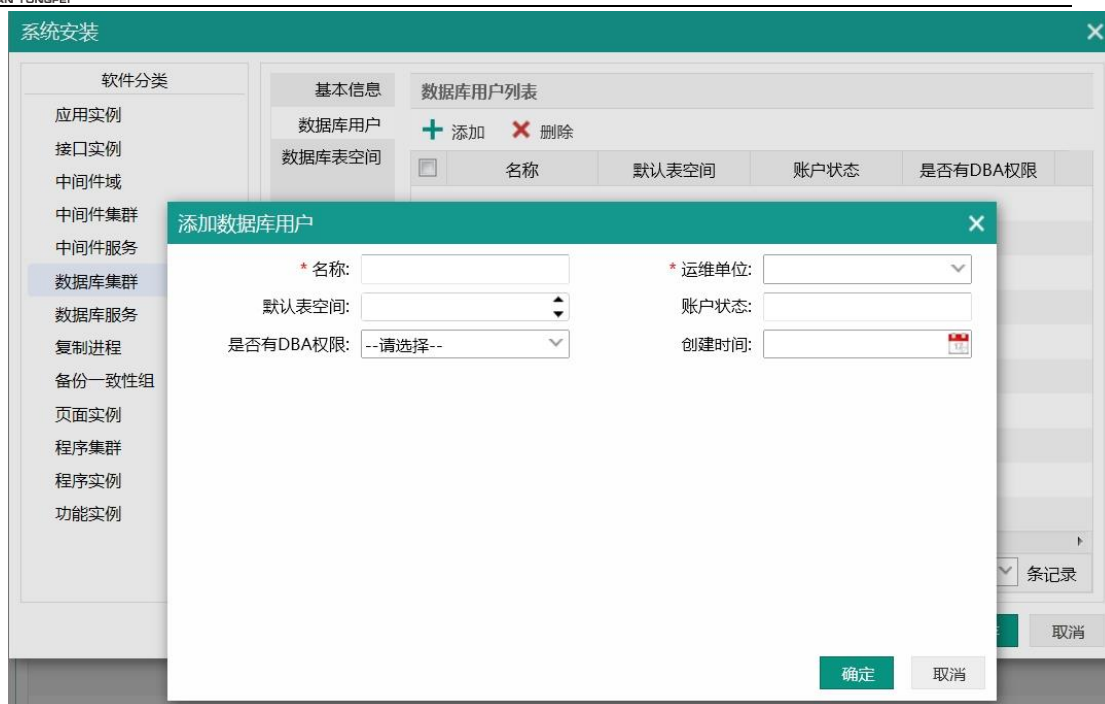 系统安装
软件分类
应用实例
接口实例
中间件域
中间件集群
中间件服务
数据库集群
数据库服务
复制进程
备份一致性组
页面实例
程序集群
程序实例
功能实例
基本信息
数据库用户
数据库表空间
数据库用户列表
添加 删除
名称 默认表空间 账户状态 是否有DBA权限
添加数据库用户
* 名称: * 运维单位:
默认表空间: 账户状态:
是否有DBA权限: --请选择-- 创建时间:
条记录
取消
确定 取消